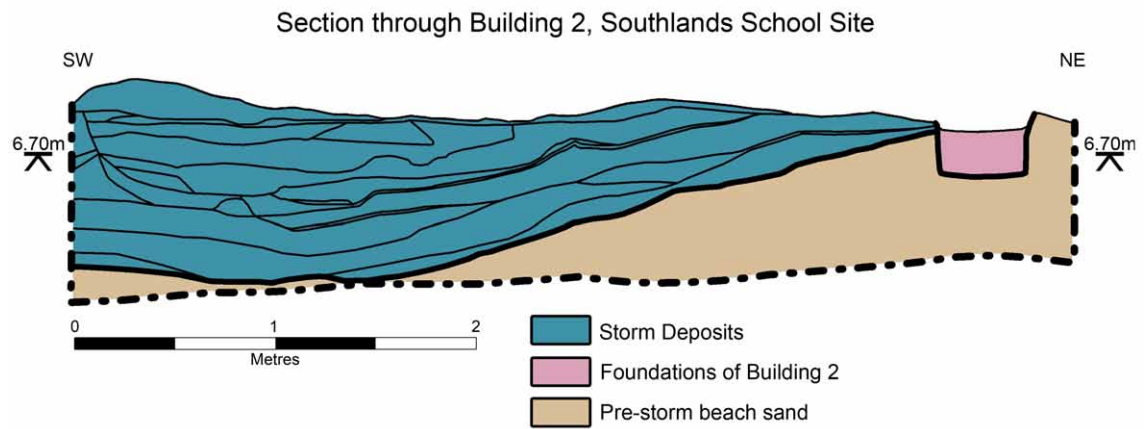 Section through Building 2, Southlands School Site
SW
NE
6.70m
6.70m
0
1
2
Metres
Storm Deposits
Foundations of Building 2
Pre-storm beach sand